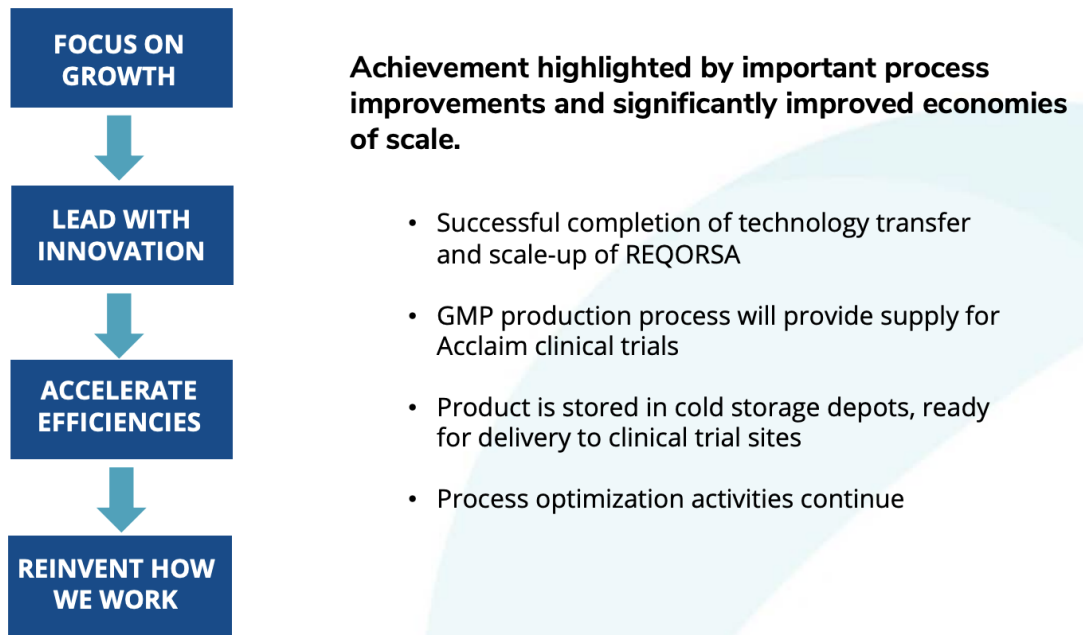 FOCUS ON
GROWTH
LEAD WITH
INNOVATION
ACCELERATE
EFFICIENCIES
REINVENT HOW
WE WORK
Achievement highlighted by important process
improvements and significantly improved economies
of scale.
• Successful completion of technology transfer
and scale-up of REQORSA
• GMP production process will provide supply for
Acclaim clinical trials
• Product is stored in cold storage depots, ready
for delivery to clinical trial sites
• Process optimization activities continue